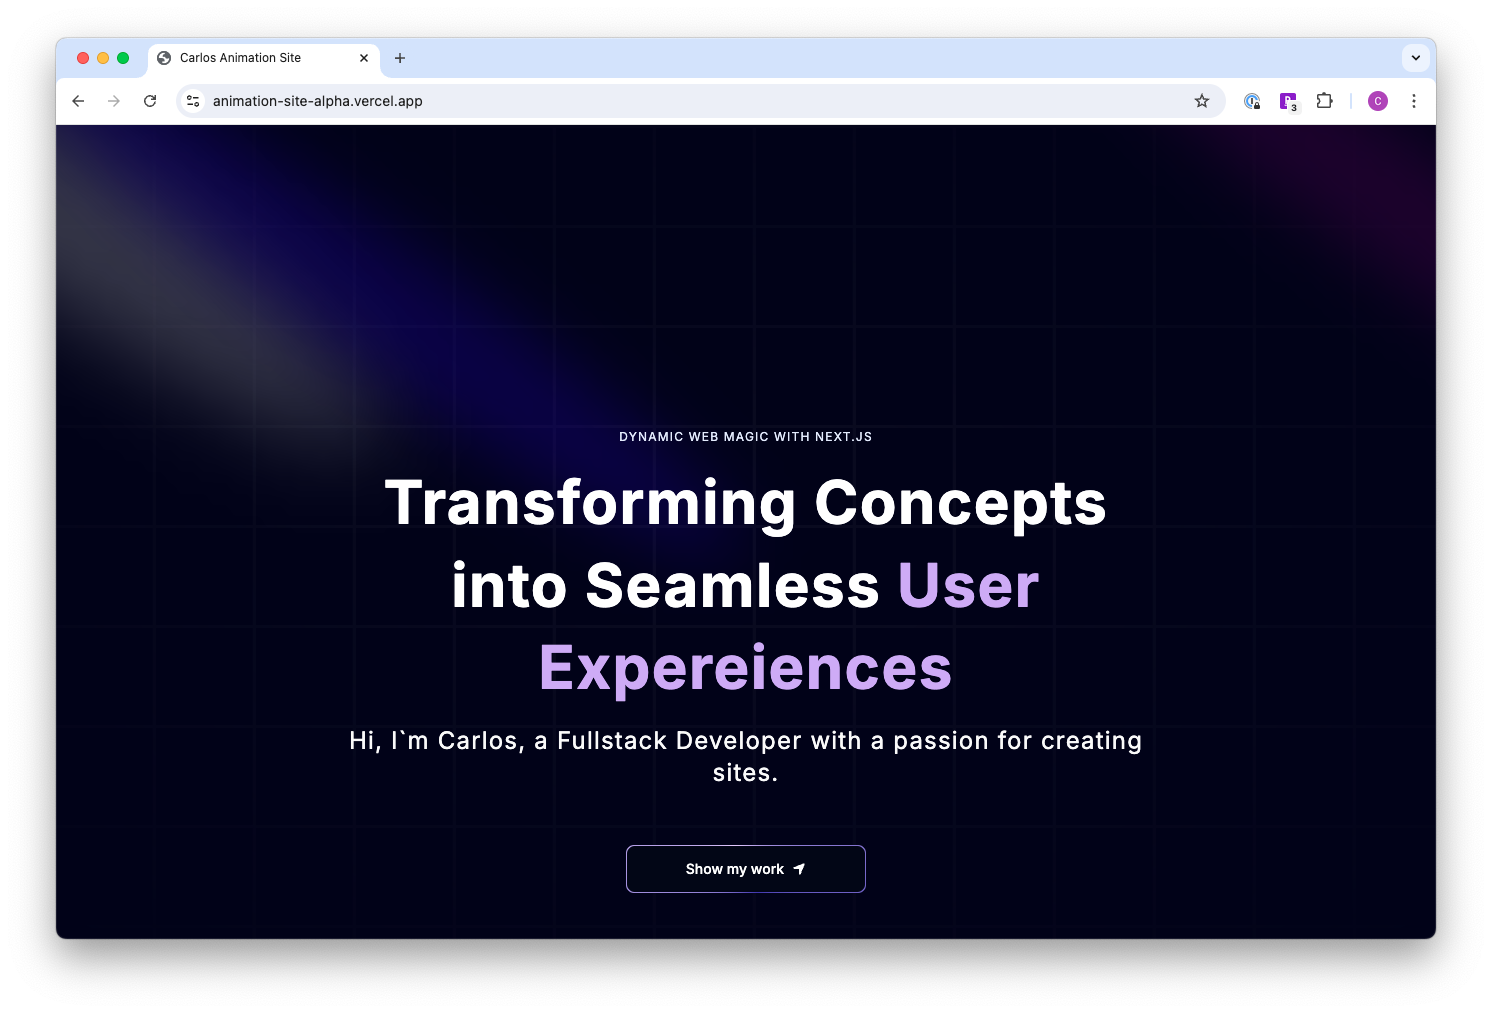 Carlos Animation Site
animation-site-alpha.vercel.app
3
C
DYNAMIC WEB MAGIC WITH NEXT.JS
Transforming Concepts
into Seamless User
Expereiences
Hi, I`m Carlos, a Fullstack Developer with a passion for creating
sites.
Show my work